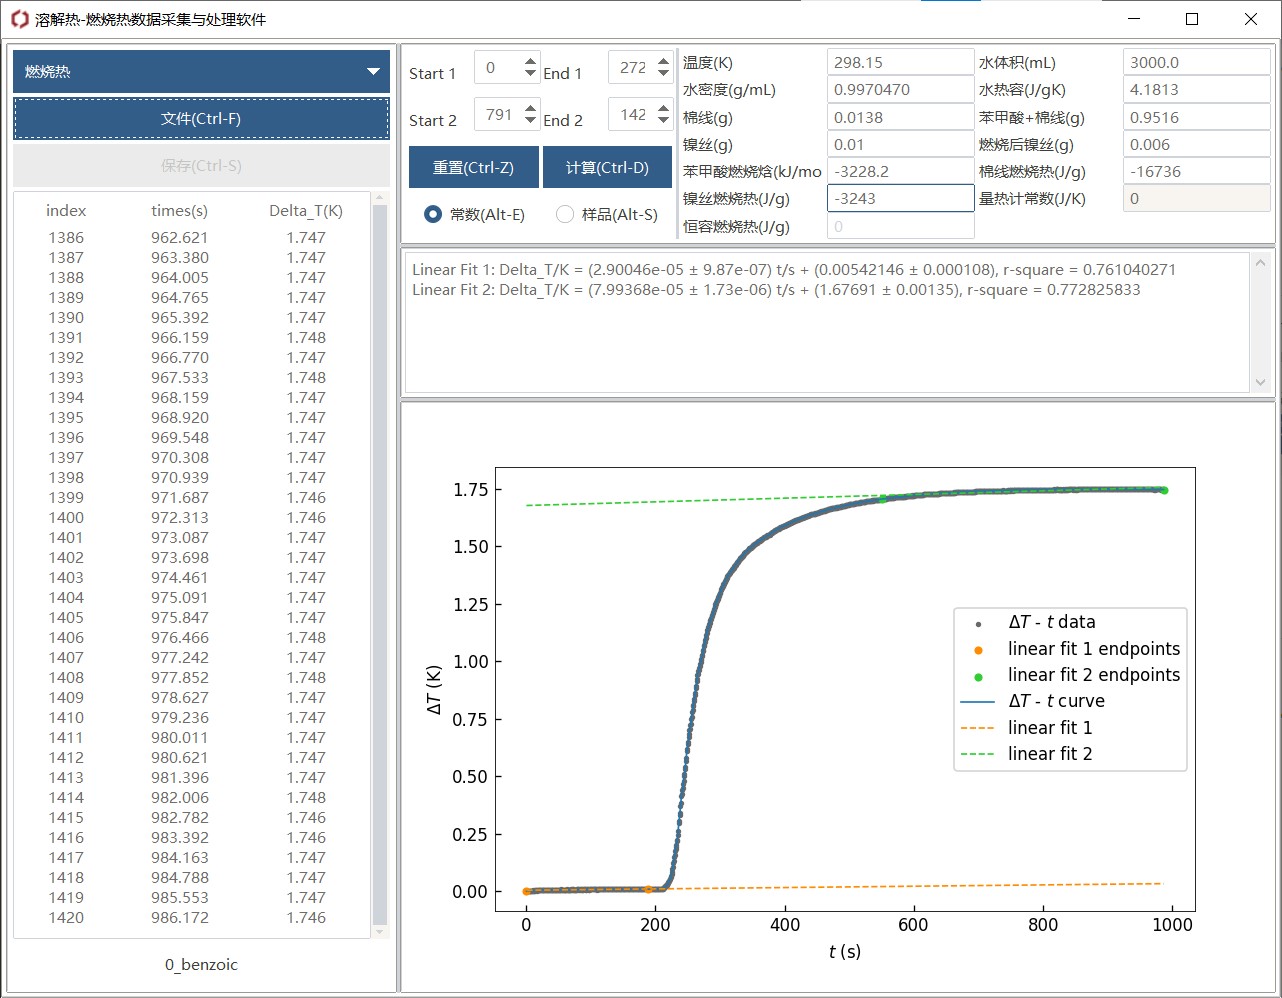 溶解热-燃烧热数据采集与处理软件
燃烧热
文件(Ctrl-F)
保存(Ctrl-S)
index times(s) Delta_T(K)
1386 962.621 1.747
1387 963.380 1.747
1388 964.005 1.747
1389 964.765 1.747
1390 965.392 1.747
1391 966.159 1.748
1392 966.770 1.747
1393 967.533 1.748
1394 968.159 1.747
1395 968.920 1.747
1396 969.548 1.747
1397 970.308 1.747
1398 970.939 1.747
1399 971.687 1.746
1400 972.313 1.746
1401 973.087 1.747
1402 973.698 1.747
1403 974.461 1.747
1404 975.091 1.747
1405 975.847 1.747
1406 976.466 1.748
1407 977.242 1.747
1408 977.852 1.748
1409 978.627 1.747
1410 979.236 1.747
1411 980.011 1.747
1412 980.621 1.747
1413 981.396 1.747
1414 982.006 1.748
1415 982.782 1.746
1416 983.392 1.746
1417 984.163 1.747
1418 984.788 1.747
1419 985.553 1.747
1420 986.172 1.746
0_benzoic
Start 1 0 End 1 272
Start 2 791 End 2 142
重置(Ctrl-Z) 计算(Ctrl-D)
常数(Alt-E) 样品(Alt-S)
温度(K) 298.15 水体积(mL) 3000.0
水密度(g/mL) 0.9970470 水热容(J/gK) 4.1813
棉线(g) 0.0138 苯甲酸+棉线(g) 0.9516
镍丝(g) 0.01 燃烧后镍丝(g) 0.006
苯甲酸燃烧焓(kJ/mo -3228.2 棉线燃烧热(J/g) -16736
镍丝燃烧热(J/g) -3243 量热计常数(J/K) 0
恒容燃烧热(J/g) 0
Linear Fit 1: Delta_T/K = (2.90046e-05 ± 9.87e-07) t/s + (0.00542146 ± 0.000108), r-square = 0.761040271
Linear Fit 2: Delta_T/K = (7.99368e-05 ± 1.73e-06) t/s + (1.67691 ± 0.00135), r-square = 0.772825833
1.75
1.50
1.25
1.00
0.75
0.50
0.25
0.00
ΔT (K)
0 200 400 600 800 1000
t (s)
ΔT - t data
linear fit 1 endpoints
linear fit 2 endpoints
ΔT - t curve
linear fit 1
linear fit 2